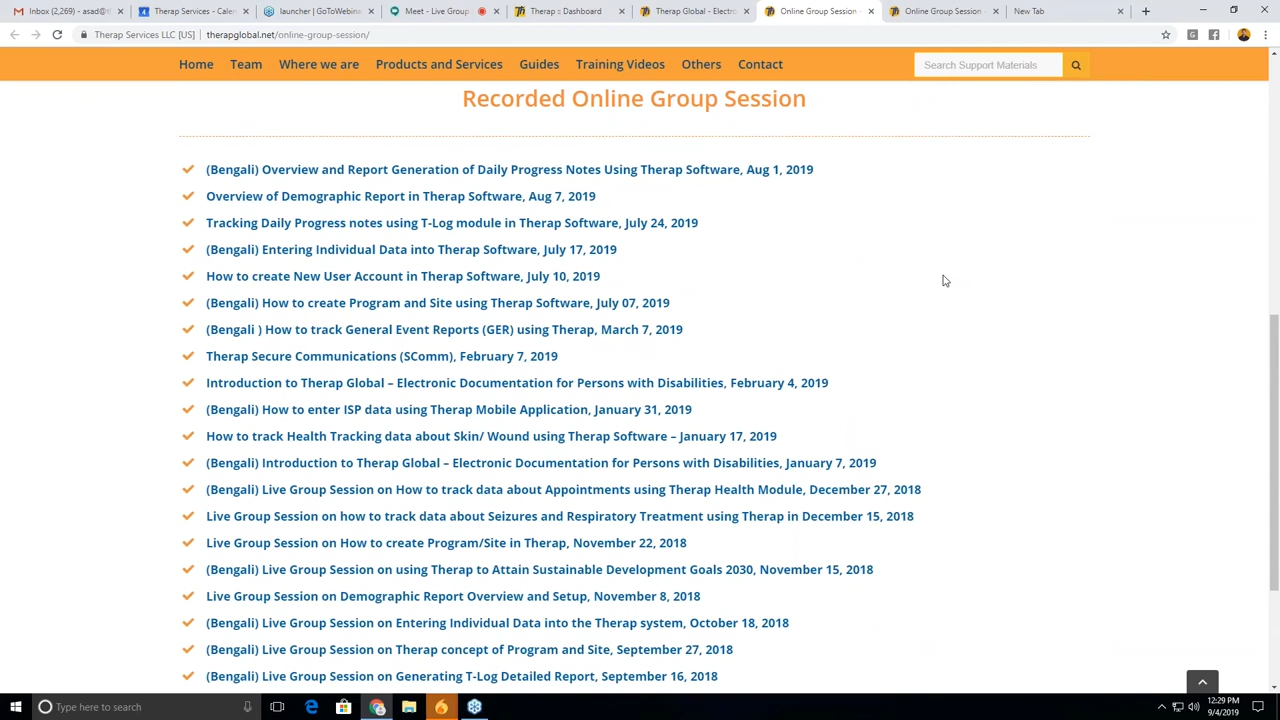 Inbox (2,269) - asad@t
Therap Services - Calen
launcher | GoToWebinar
Meet - Live Group
Therap :: Dashboard
Therap Global - Electro
Online Group Session -
Online Group Session -
New Tab
Therap Services LLC [US] | therapglobal.net/online-group-session/
Home Team Where we are Products and Services Guides Training Videos Others Contact
Search Support Materials
Recorded Online Group Session
(Bengali) Overview and Report Generation of Daily Progress Notes Using Therap Software, Aug 1, 2019
Overview of Demographic Report in Therap Software, Aug 7, 2019
Tracking Daily Progress notes using T-Log module in Therap Software, July 24, 2019
(Bengali) Entering Individual Data into Therap Software, July 17, 2019
How to create New User Account in Therap Software, July 10, 2019
(Bengali) How to create Program and Site using Therap Software, July 07, 2019
(Bengali ) How to track General Event Reports (GER) using Therap, March 7, 2019
Therap Secure Communications (SComm), February 7, 2019
Introduction to Therap Global – Electronic Documentation for Persons with Disabilities, February 4, 2019
(Bengali) How to enter ISP data using Therap Mobile Application, January 31, 2019
How to track Health Tracking data about Skin/ Wound using Therap Software – January 17, 2019
(Bengali) Introduction to Therap Global – Electronic Documentation for Persons with Disabilities, January 7, 2019
(Bengali) Live Group Session on How to track data about Appointments using Therap Health Module, December 27, 2018
Live Group Session on how to track data about Seizures and Respiratory Treatment using Therap in December 15, 2018
Live Group Session on How to create Program/Site in Therap, November 22, 2018
(Bengali) Live Group Session on using Therap to Attain Sustainable Development Goals 2030, November 15, 2018
Live Group Session on Demographic Report Overview and Setup, November 8, 2018
(Bengali) Live Group Session on Entering Individual Data into the Therap system, October 18, 2018
(Bengali) Live Group Session on Therap concept of Program and Site, September 27, 2018
(Bengali) Live Group Session on Generating T-Log Detailed Report, September 16, 2018
Type here to search
12:29 PM
9/4/2019